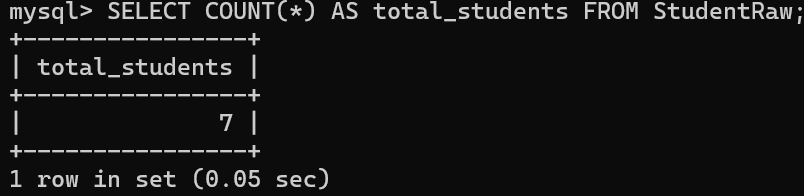 mysql> SELECT COUNT(*) AS total_students FROM StudentRaw;
+----------------+
| total_students |
+----------------+
|              7 |
+----------------+
1 row in set (0.05 sec)